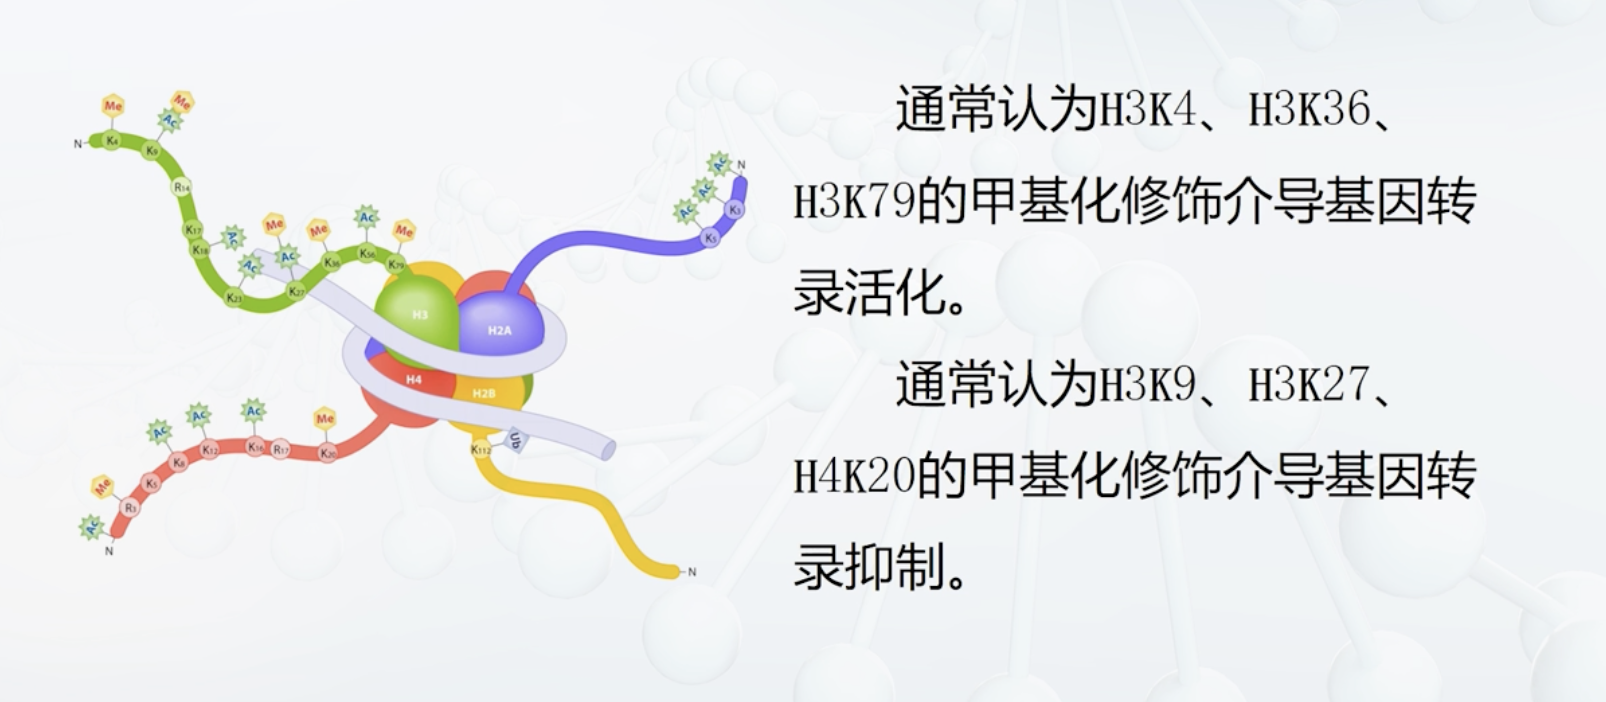 Me
Me
Ac
N
K4
K9
R14
K17
K18
Ac
Me
Ac
Ac
K23
K27
Me
K36
Ac
K56
Me
K79
H3
H2A
H4
H2B
Ac
Ac
Ac
N
K5
K5
Ac
Ac
Ac
Me
K8
K12
K16
R17
K20
Me
K5
R3
Ac
N
K112
Ub
N
通常认为H3K4、H3K36、
H3K79的甲基化修饰介导基因转
录活化。
通常认为H3K9、H3K27、
H4K20的甲基化修饰介导基因转
录抑制。